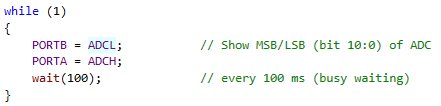 while (1)
{
    PORTB = ADCL;           // Show MSB/LSB (bit 10:0) of ADC
    PORTA = ADCH;
    wait(100);              // every 100 ms (busy waiting)
}